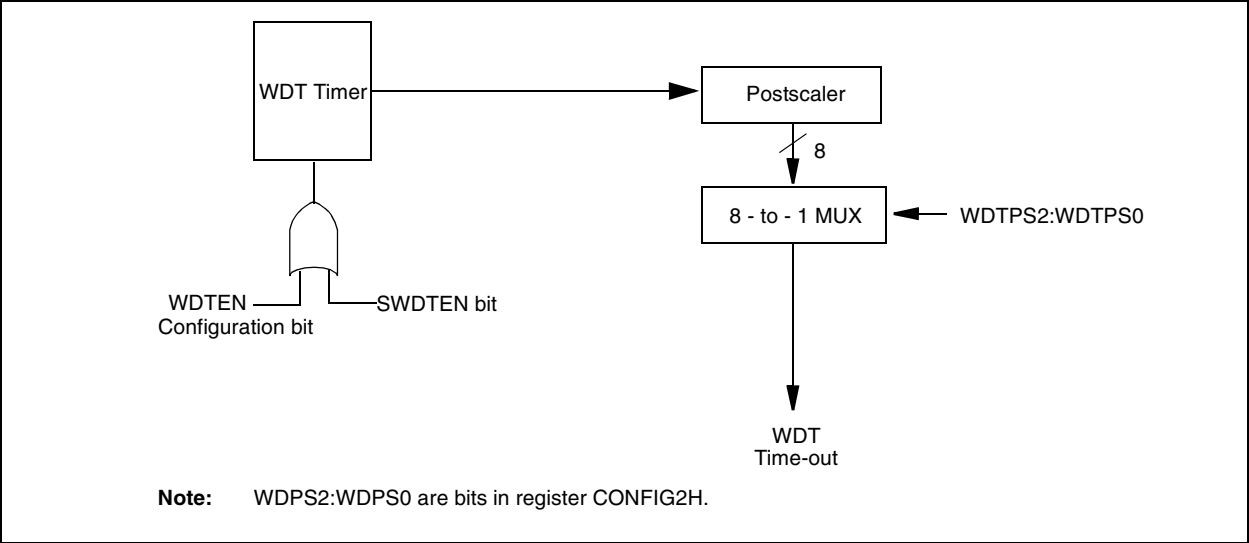 WDT Timer
Postscaler
8
8 - to - 1 MUX
WDTPS2:WDTPS0
WDTEN
Configuration bit
SWDTEN bit
WDT
Time-out
Note: WDPS2:WDPS0 are bits in register CONFIG2H.